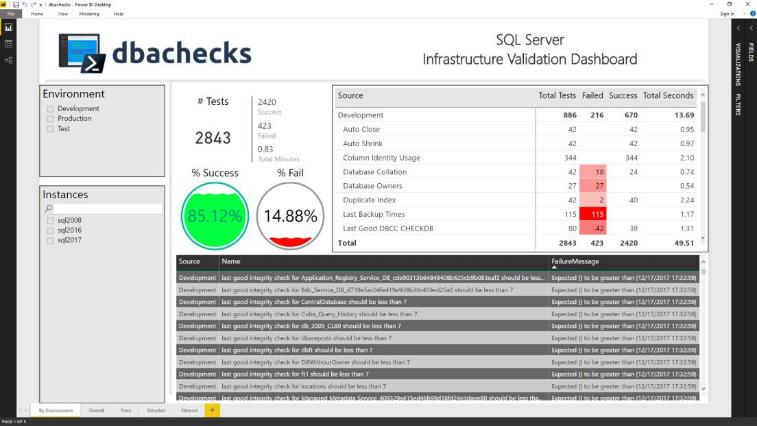 dbachecks - Power BI Desktop
Sign in
File Home View Modeling Help
dbachecks
SQL Server
Infrastructure Validation Dashboard
VISUALIZATIONS
FILTERS
FIELDS
Environment
Development
Production
Test
Instances
sql2008
sql2016
sql2017
# Tests
2843
2420
Success
423
Failed
0.83
Total Minutes
% Success
% Fail
85.12%
14.88%
Source Total Tests Failed Success Total Seconds
Development 886 216 670 13.69
Auto Close 42 42 0.95
Auto Shrink 42 42 0.97
Column Identity Usage 344 344 2.10
Database Collation 42 18 24 0.74
Database Owners 27 27 0.54
Duplicate Index 42 2 40 2.24
Last Backup Times 115 115 1.17
Last Good DBCC CHECKDB 80 42 38 1.31
Total 2843 423 2420 49.51
Source Name FailureMessage
Development last good integrity check for should be less... Expected {} to be greater than {12/17/2017 17:32:59}
Development last good integrity check for should be less than 7 Expected {} to be greater than {12/17/2017 17:32:59}
Development last good integrity check for CentralDatabase should be less than 7 Expected {} to be greater than {12/17/2017 17:32:59}
Development last good integrity check for Cube_Query_History should be less than 7 Expected {} to be greater than {12/17/2017 17:32:59}
Development last good integrity check for db_2005_CL80 should be less than 7 Expected {} to be greater than {12/17/2017 17:32:59}
Development last good integrity check for dbareports should be less than 7 Expected {} to be greater than {12/17/2017 17:32:59}
Development last good integrity check for should be less than 7 Expected {} to be greater than {12/17/2017 17:32:59}
Development last good integrity check for DBWithoutOwner should be less than 7 Expected {} to be greater than {12/17/2017 17:32:59}
Development last good integrity check for ft1 should be less than 7 Expected {} to be greater than {12/17/2017 17:32:59}
Development last good integrity check for locations should be less than 7 Expected {} to be greater than {12/17/2017 17:32:59}
Development last good integrity check for should be less tha... Expected {} to be greater than {12/17/2017 17:32:59}
By Environment Overall Tree Detailed Filtered
PAGE 1 OF 5